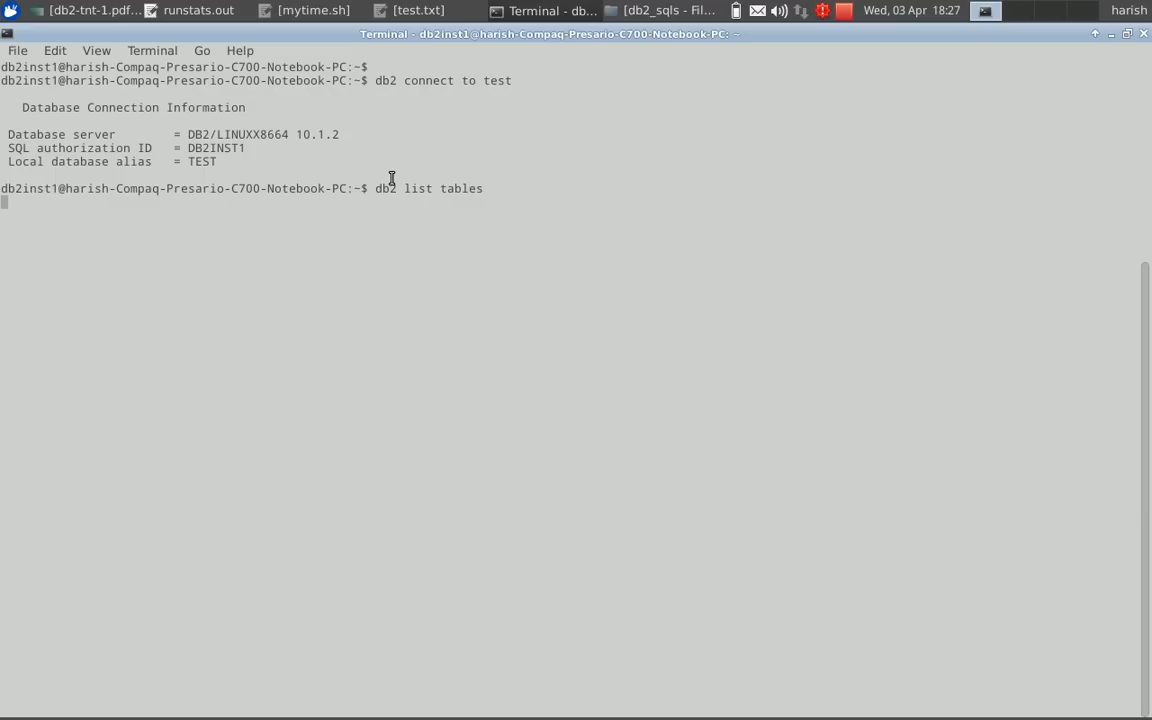 [db2-tnt-1.pdf... runstats.out [mytime.sh] [test.txt] Terminal - db... [db2_sqls - Fil... Wed, 03 Apr 18:27 harish
Terminal - db2inst1@harish-Compaq-Presario-C700-Notebook-PC: ~
File Edit View Terminal Go Help
db2inst1@harish-Compaq-Presario-C700-Notebook-PC:~$
db2inst1@harish-Compaq-Presario-C700-Notebook-PC:~$ db2 connect to test
Database Connection Information
Database server = DB2/LINUXX8664 10.1.2
SQL authorization ID = DB2INST1
Local database alias = TEST
db2inst1@harish-Compaq-Presario-C700-Notebook-PC:~$ db2 list tables